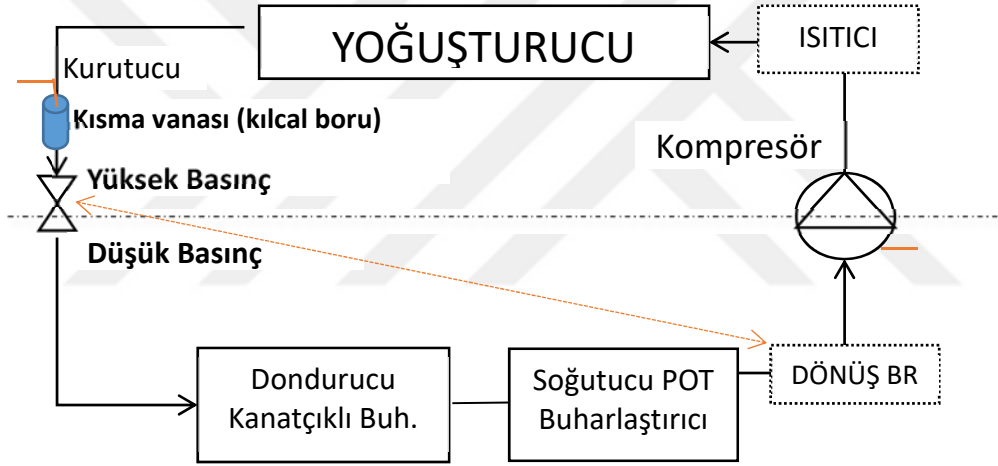 YOĞUŞTURUCU
ISITICI
Kurutucu
Kısma vanası (kılcal boru)
Kompresör
Yüksek Basınç
Düşük Basınç
Dondurucu
Kanatçıklı Buh.
Soğutucu POT
Buharlaştırıcı
DÖNÜŞ BR